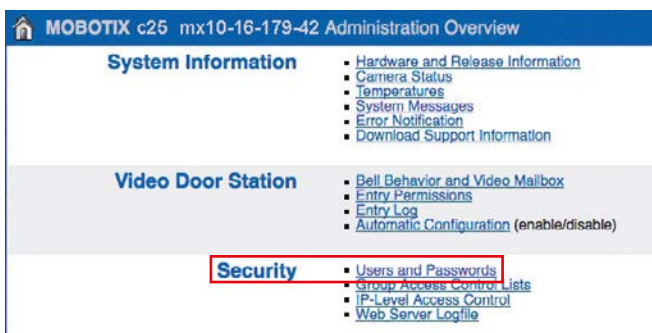 MOBOTIX c25 mx10-16-179-42 Administration Overview
System Information
Hardware and Release Information
Camera Status
Temperatures
System Messages
Error Notification
Download Support Information
Video Door Station
Bell Behavior and Video Mailbox
Entry Permissions
Entry Log
Automatic Configuration (enable/disable)
Security
Users and Passwords
Group Access Control Lists
IP-Level Access Control
Web Server Logfile